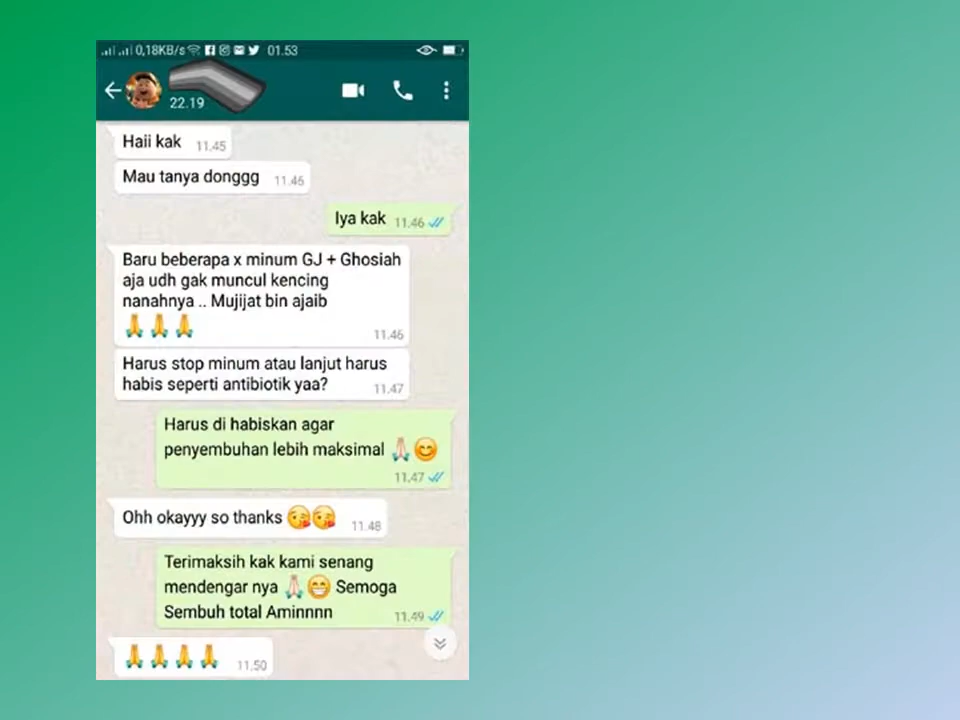 0,18KB/s 01.53
22.19
Haii kak 11.45
Mau tanya donggg 11.46
Iya kak 11.46
Baru beberapa x minum GJ + Ghosiah
aja udh gak muncul kencing
nanahnya .. Mujijat bin ajaib
🙏🙏🙏 11.46
Harus stop minum atau lanjut harus
habis seperti antibiotik yaa? 11.47
Harus di habiskan agar
penyembuhan lebih maksimal 🙏😊
11.47
Ohh okayyy so thanks 😘😘 11.48
Terimaksih kak kami senang
mendengar nya 🙏😁 Semoga
Sembuh total Aminnnn 11.49
🙏🙏🙏🙏 11.50